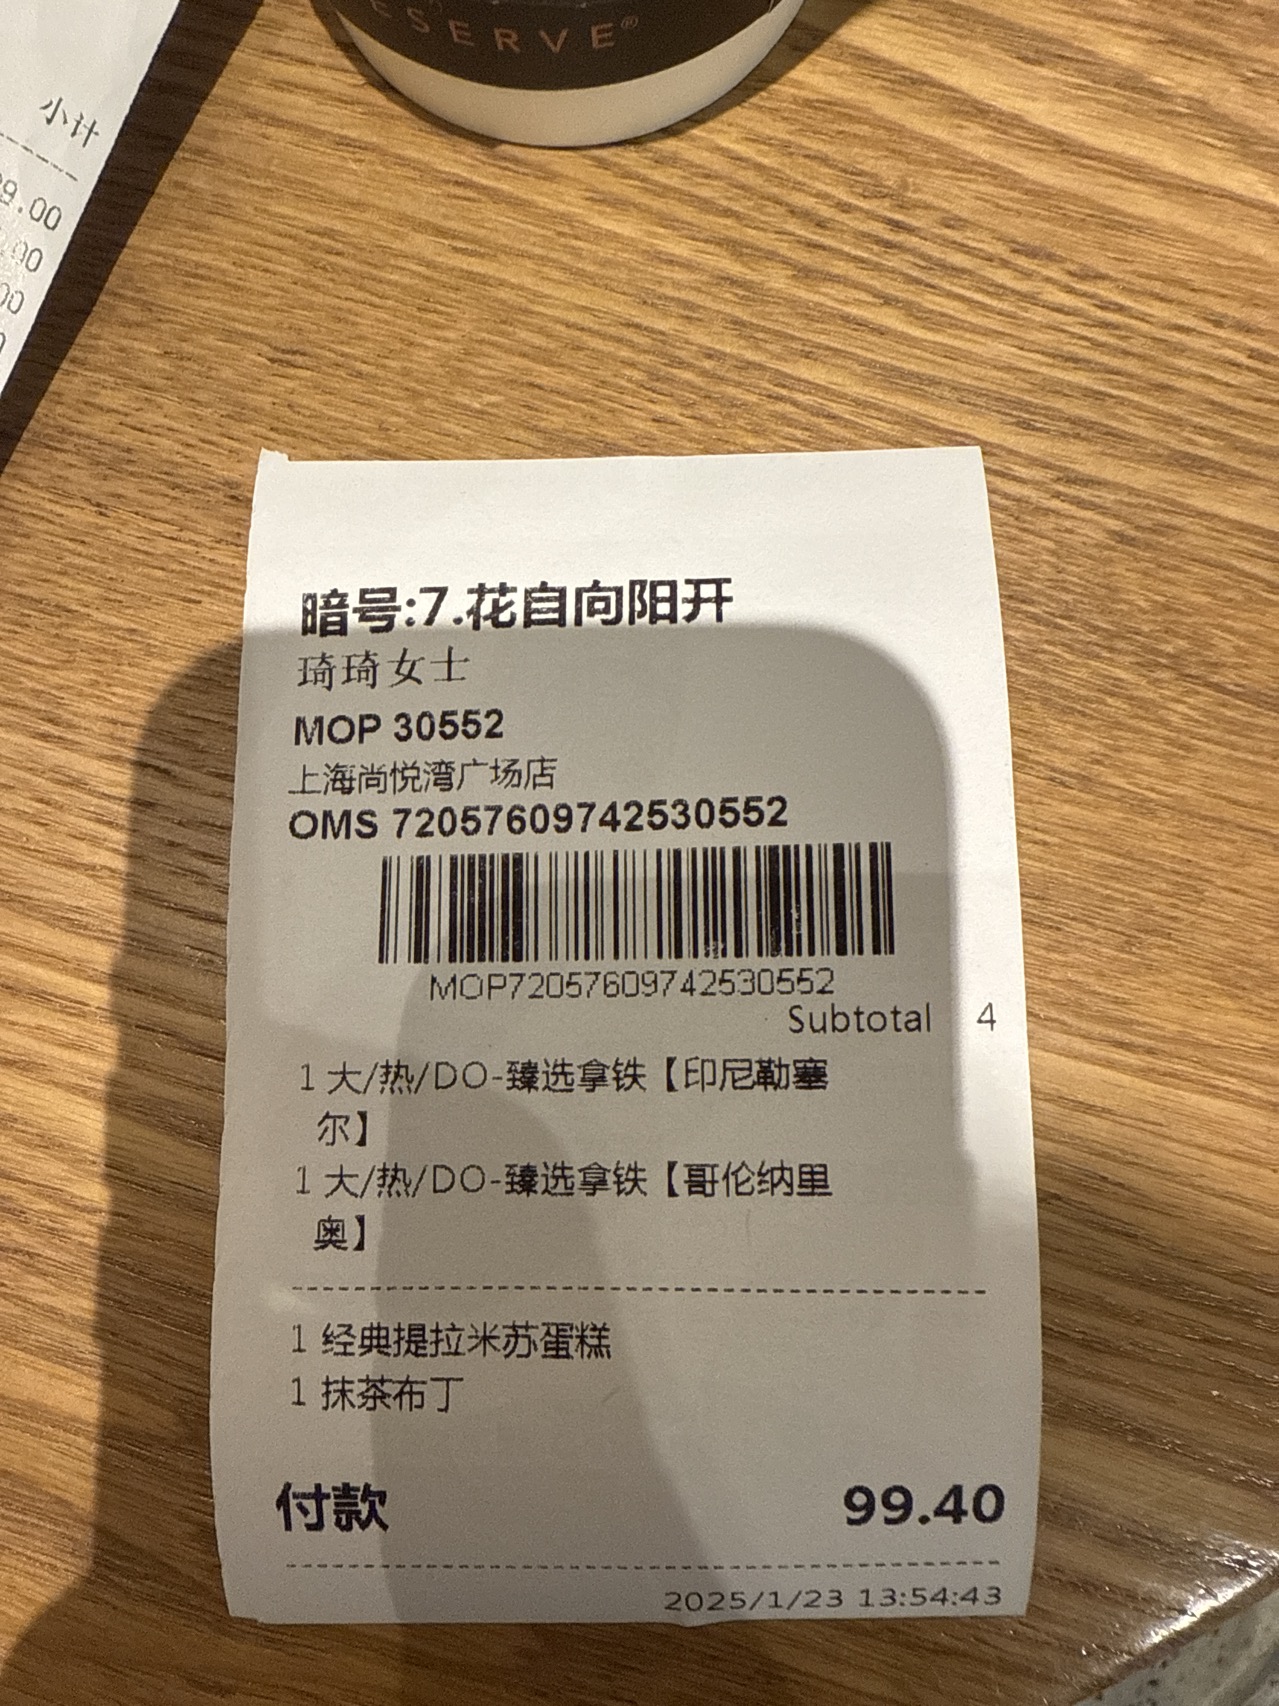 ESERVE®
小计
9.00
.00
00
暗号:7.花自向阳开
琦琦女士
MOP 30552
上海尚悦湾广场店
OMS 72057609742530552
MOP72057609742530552
Subtotal 4
1 大/热/DO-臻选拿铁【印尼勒塞
尔】
1 大/热/DO-臻选拿铁【哥伦纳里
奥】
1 经典提拉米苏蛋糕
1 抹茶布丁
付款 99.40
2025/1/23 13:54:43